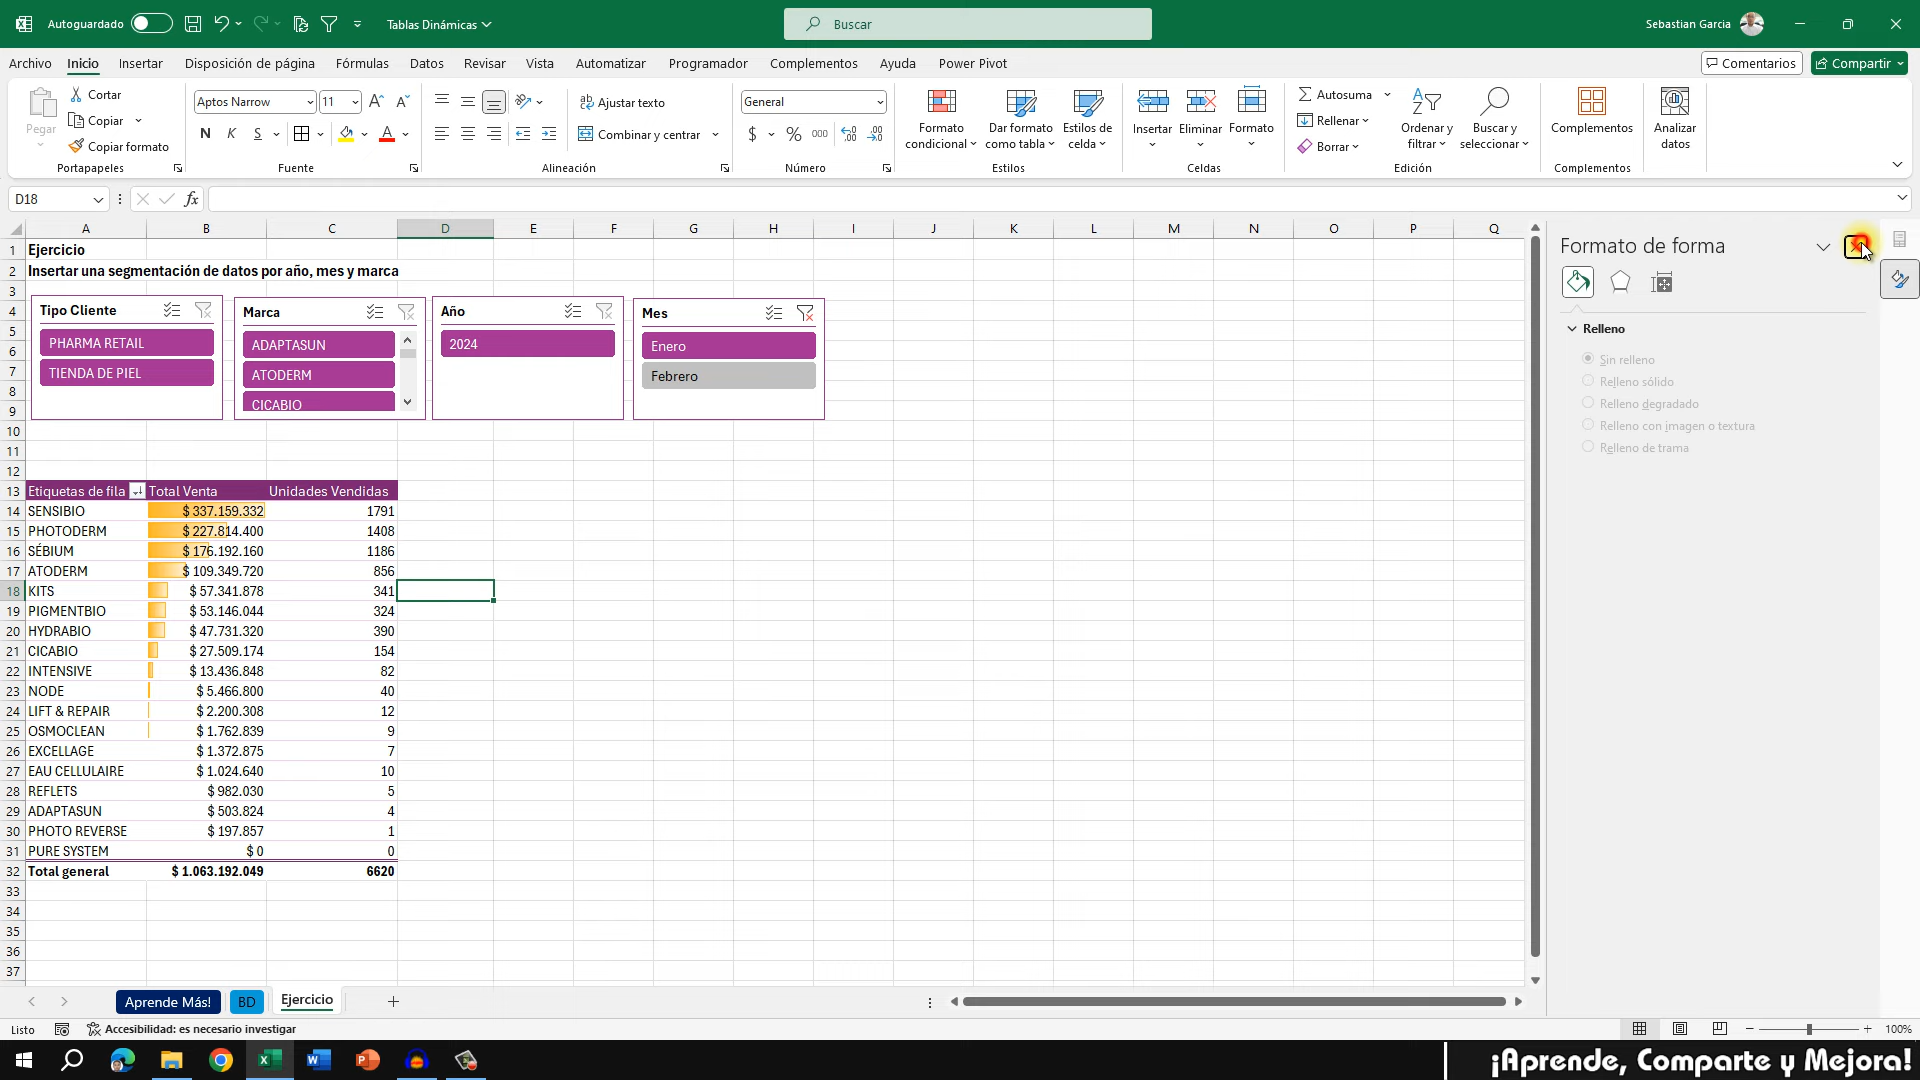 Autoguardado
Tablas Dinámicas
Buscar
Sebastian Garcia
Archivo Inicio Insertar Disposición de página Fórmulas Datos Revisar Vista Automatizar Programador Complementos Ayuda Power Pivot
Comentarios Compartir
Pegar
Cortar
Copiar
Copiar formato
Portapapeles
Aptos Narrow 11
N K S
Fuente
Ajustar texto
Combinar y centrar
Alineación
General
$ % 000
Número
Formato condicional
Dar formato como tabla
Estilos de celda
Estilos
Insertar Eliminar Formato
Celdas
Autosuma
Rellenar
Borrar
Ordenar y filtrar
Buscar y seleccionar
Edición
Complementos
Complementos
Analizar datos
D18
fx
A B C D E F G H I J K L M N O P Q
1 Ejercicio
2 Insertar una segmentación de datos por año, mes y marca
3
4
5
6
7
8
9
10
11
12
Tipo Cliente
PHARMA RETAIL
TIENDA DE PIEL
Marca
ADAPTASUN
ATODERM
CICABIO
Año
2024
Mes
Enero
Febrero
13 Etiquetas de fila Total Venta Unidades Vendidas
14 SENSIBIO $ 337.159.332 1791
15 PHOTODERM $ 227.814.400 1408
16 SÉBIUM $ 176.192.160 1186
17 ATODERM $ 109.349.720 856
18 KITS $ 57.341.878 341
19 PIGMENTBIO $ 53.146.044 324
20 HYDRABIO $ 47.731.320 390
21 CICABIO $ 27.509.174 154
22 INTENSIVE $ 13.436.848 82
23 NODE $ 5.466.800 40
24 LIFT & REPAIR $ 2.200.308 12
25 OSMOCLEAN $ 1.762.839 9
26 EXCELLAGE $ 1.372.875 7
27 EAU CELLULAIRE $ 1.024.640 10
28 REFLETS $ 982.030 5
29 ADAPTASUN $ 503.824 4
30 PHOTO REVERSE $ 197.857 1
31 PURE SYSTEM $ 0 0
32 Total general $ 1.063.192.049 6620
33
34
35
36
37
Formato de forma
Relleno
Sin relleno
Relleno sólido
Relleno degradado
Relleno con imagen o textura
Relleno de trama
Aprende Más! BD Ejercicio
Listo
Accesibilidad: es necesario investigar
100%
¡Aprende, Comparte y Mejora!